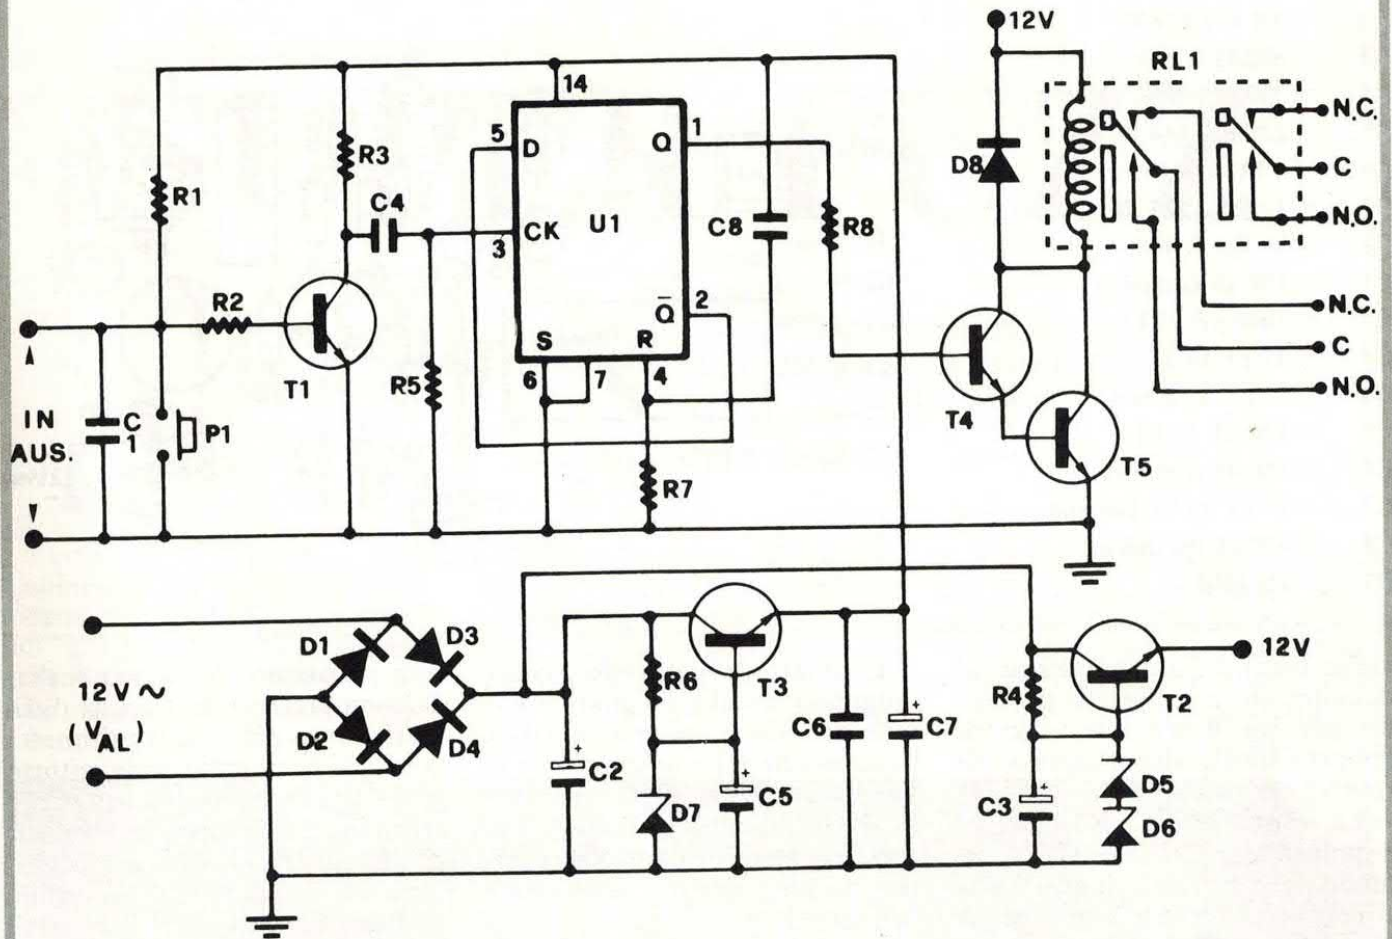 12V
RL1
N.C.
C
N.O.
N.C.
C
N.O.
14
5
D
Q
1
R3
R1
C4
CK
3
U1
C8
R8
D8
R2
Q̄
2
T1
R5
S
R
6
7
4
T4
T5
IN
AUS.
C
1
P1
R7
D1
D3
12V~
(VAL)
D2
D4
R6
T3
+
C2
D7
+
C5
C6
+
C7
R4
T2
12V
+
C3
D5
D6